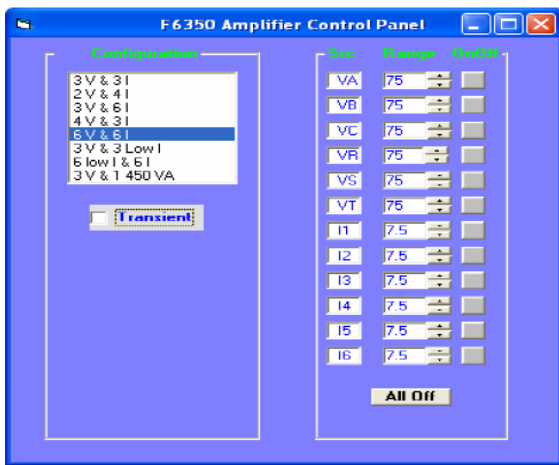 F6350 Amplifier Control Panel
Configuration
3 V & 3 I
2 V & 4 I
3 V & 6 I
4 V & 3 I
6 V & 6 I
3 V & 3 Low I
6 low I & 6 I
3 V & 1 450 VA
Transient
Src Range OnOff
VA 75
VB 75
VC 75
VR 75
VS 75
VT 75
I1 7.5
I2 7.5
I3 7.5
I4 7.5
I5 7.5
I6 7.5
All Off